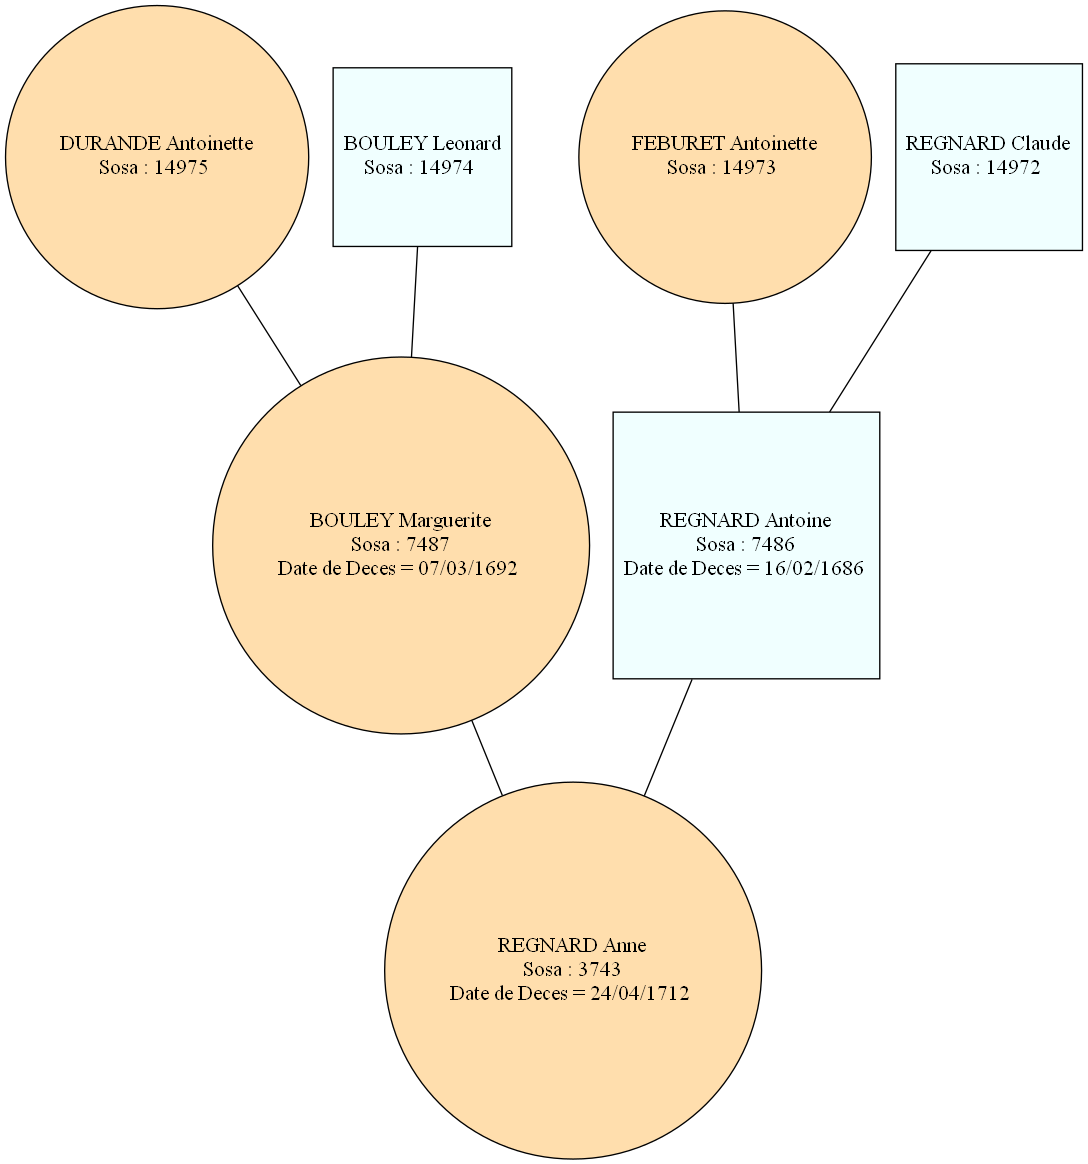 DURANDE Antoinette
Sosa : 14975
BOULEY Leonard
Sosa : 14974
FEBURET Antoinette
Sosa : 14973
REGNARD Claude
Sosa : 14972
BOULEY Marguerite
Sosa : 7487
Date de Deces = 07/03/1692
REGNARD Antoine
Sosa : 7486
Date de Deces = 16/02/1686
REGNARD Anne
Sosa : 3743
Date de Deces = 24/04/1712